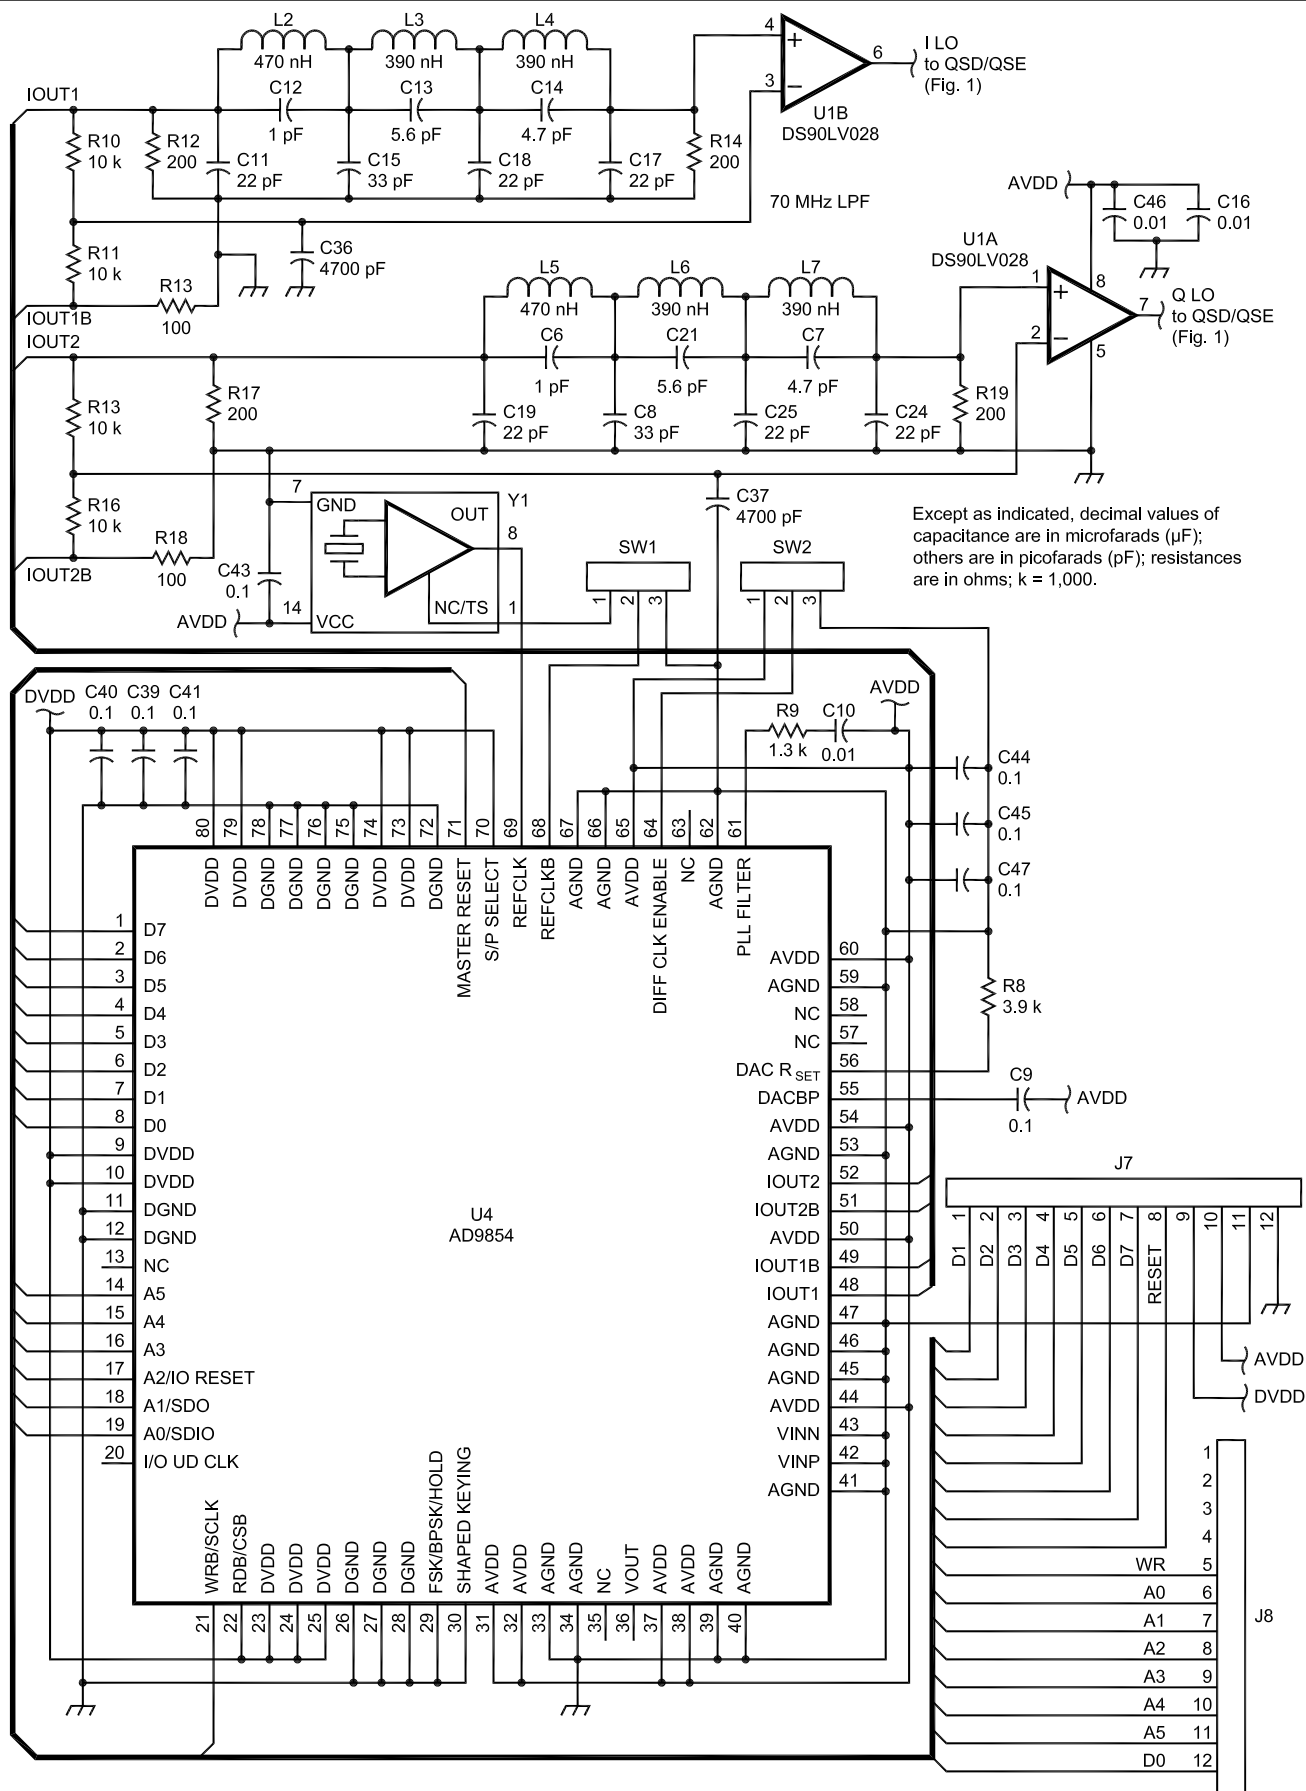 L2
470 nH
L3
390 nH
L4
390 nH
4
3
6
I LO
to QSD/QSE
(Fig. 1)
U1B
DS90LV028
IOUT1
C12
1 pF
C13
5.6 pF
C14
4.7 pF
R10
10 k
R12
200
C11
22 pF
C15
33 pF
C18
22 pF
C17
22 pF
R14
200
70 MHz LPF
AVDD
C46
0.01
C16
0.01
R11
10 k
C36
4700 pF
R13
100
IOUT1B
IOUT2
L5
470 nH
L6
390 nH
L7
390 nH
U1A
DS90LV028
1
2
8
5
7
Q LO
to QSD/QSE
(Fig. 1)
C6
1 pF
C21
5.6 pF
C7
4.7 pF
R13
10 k
R17
200
C19
22 pF
C8
33 pF
C25
22 pF
C24
22 pF
R19
200
R16
10 k
R18
100
IOUT2B
C43
0.1
AVDD
7
14
GND
VCC
OUT
NC/TS
Y1
8
1
C37
4700 pF
SW1
1
2
3
SW2
1
2
3
Except as indicated, decimal values of
capacitance are in microfarads (µF);
others are in picofarads (pF); resistances
are in ohms; k = 1,000.
DVDD
C40
0.1
C39
0.1
C41
0.1
R9
1.3 k
C10
0.01
AVDD
C44
0.1
C45
0.1
C47
0.1
R8
3.9 k
C9
0.1
AVDD
80 DVDD
79 DVDD
78 DGND
77 DGND
76 DGND
75 DGND
74 DVDD
73 DVDD
72 DGND
71 MASTER RESET
70 S/P SELECT
69 REFCLK
68 REFCLKB
67 AGND
66 AGND
65 AVDD
64 DIFF CLK ENABLE
63 NC
62 AGND
61 PLL FILTER
1 D7
2 D6
3 D5
4 D4
5 D3
6 D2
7 D1
8 D0
9 DVDD
10 DVDD
11 DGND
12 DGND
13 NC
14 A5
15 A4
16 A3
17 A2/IO RESET
18 A1/SDO
19 A0/SDIO
20 I/O UD CLK
U4
AD9854
AVDD 60
AGND 59
NC 58
NC 57
DAC R SET 56
DACBP 55
AVDD 54
AGND 53
IOUT2 52
IOUT2B 51
AVDD 50
IOUT1B 49
IOUT1 48
AGND 47
AGND 46
AGND 45
AVDD 44
VINN 43
VINP 42
AGND 41
WRB/SCLK 21
RDB/CSB 22
DVDD 23
DVDD 24
DVDD 25
DGND 26
DGND 27
DGND 28
FSK/BPSK/HOLD 29
SHAPED KEYING 30
AVDD 31
AVDD 32
AGND 33
AGND 34
NC 35
VOUT 36
AVDD 37
AVDD 38
AGND 39
AGND 40
J7
1 D1
2 D2
3 D3
4 D4
5 D5
6 D6
7 D7
8 RESET
9
10
11
12
AVDD
DVDD
J8
1
2
3
4
WR 5
A0 6
A1 7
A2 8
A3 9
A4 10
A5 11
D0 12